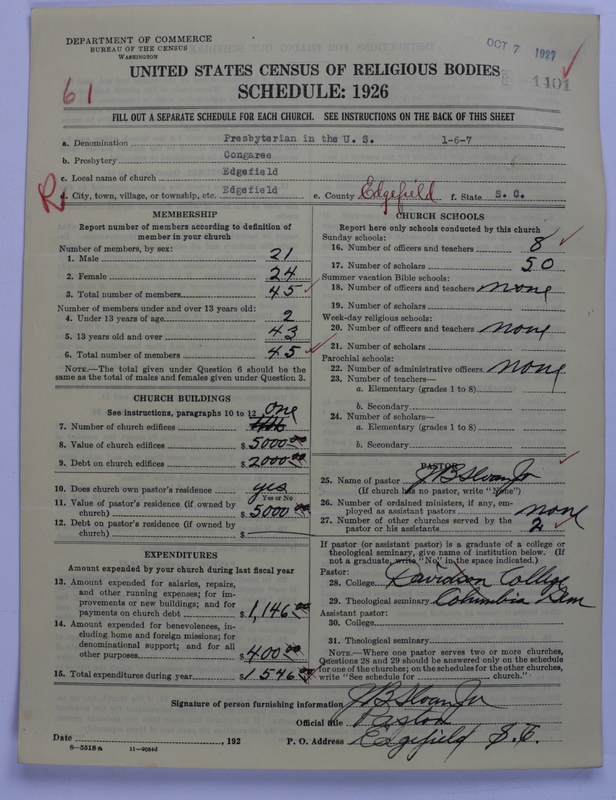 DEPARTMENT OF COMMERCE
BUREAU OF THE CENSUS
WASHINGTON
OCT 7 1927
1401
UNITED STATES CENSUS OF RELIGIOUS BODIES
SCHEDULE: 1926
61
FILL OUT A SEPARATE SCHEDULE FOR EACH CHURCH. SEE INSTRUCTIONS ON THE BACK OF THIS SHEET
a. Denomination Presbyterian in the U. S. 1-6-7
b. Presbytery Congaree
c. Local name of church Edgefield
R
d. City, town, village, or township, etc. Edgefield e. County Edgefield f. State S. C.
MEMBERSHIP
Report number of members according to definition of
member in your church
Number of members, by sex:
1. Male 21
2. Female 24
3. Total number of members 45
Number of members under and over 13 years old:
4. Under 13 years of age 2
5. 13 years old and over 43
6. Total number of members 45
NOTE.—The total given under Question 6 should be
same as the total of males and females given under Question 3.
CHURCH BUILDINGS
See instructions, paragraphs 10 to 12
one
7. Number of church edifices
8. Value of church edifices $ 5000 00
9. Debt on church edifices $ 2000 00
10. Does church own pastor's residence yes
Yes or No
11. Value of pastor's residence (if owned by
church) $ 5000 00
12. Debt on pastor's residence (if owned by
church) $
EXPENDITURES
Amount expended by your church during last fiscal year
13. Amount expended for salaries, repairs,
and other running expenses; for im-
provements or new buildings; and for
payments on church debt $ 1,146 00
14. Amount expended for benevolences, in-
cluding home and foreign missions; for
denominational support; and for all
other purposes $ 400 00
15. Total expenditures during year $ 1546 00
CHURCH SCHOOLS
Report here only schools conducted by this church
Sunday schools:
16. Number of officers and teachers 8
17. Number of scholars 50
Summer vacation Bible schools:
18. Number of officers and teachers none
19. Number of scholars
Week-day religious schools:
20. Number of officers and teachers none
21. Number of scholars
Parochial schools:
22. Number of administrative officers none
23. Number of teachers—
a. Elementary (grades 1 to 8)
b. Secondary
24. Number of scholars—
a. Elementary (grades 1 to 8)
b. Secondary
PASTOR
25. Name of pastor J B Sloan Jr
(If church has no pastor, write "None")
26. Number of ordained ministers, if any, em-
ployed as assistant pastors none
27. Number of other churches served by the
pastor or his assistants 2
If pastor (or assistant pastor) is a graduate of a college or
theological seminary, give name of institution below. (If
not a graduate, write "No" in the space indicated.)
Pastor:
28. College Davidson College
29. Theological seminary Columbia Sem
Assistant pastor:
30. College
31. Theological seminary
NOTE.—Where one pastor serves two or more churches,
Questions 28 and 29 should be answered only on the schedule
for one of the churches; on the schedules for the other churches,
write "See schedule for church."
Signature of person furnishing information J B Sloan Jr
Official title Pastor
Date , 192 P. O. Address Edgefield S. C.
8—5518 a 11—9054d